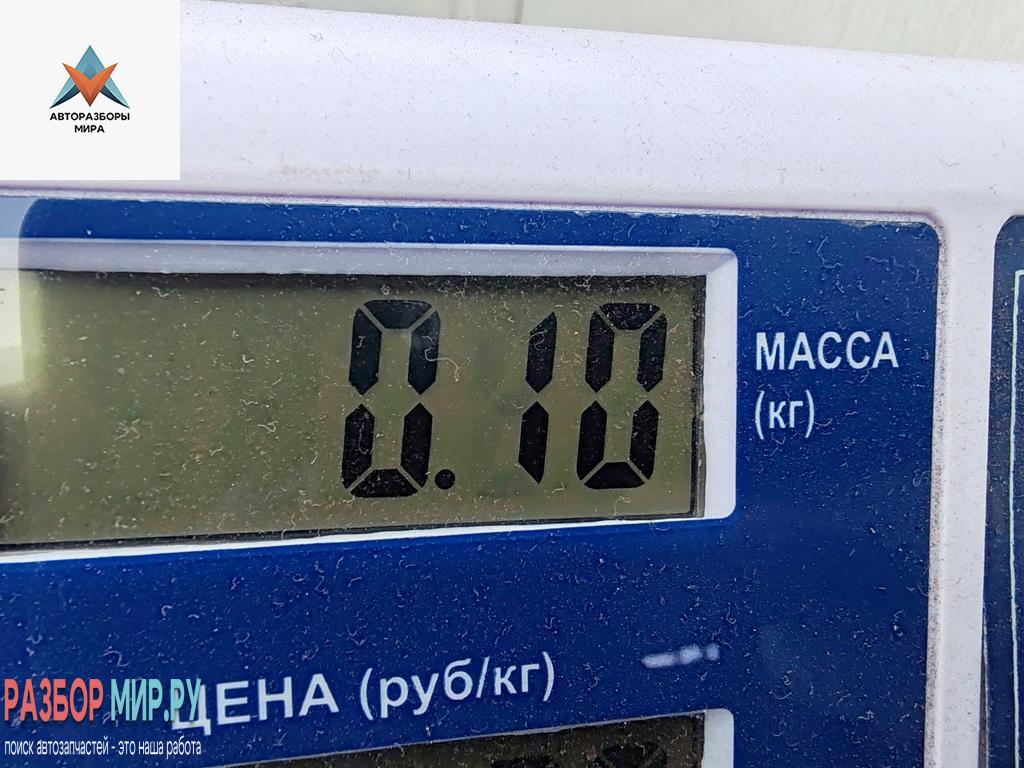 АВТОРАЗБОРЫ
МИРА
0.10
МАССА
(кг)
ЦЕНА (руб/кг)
РАЗБОР МИР.РУ
поиск автозапчастей - это наша работа